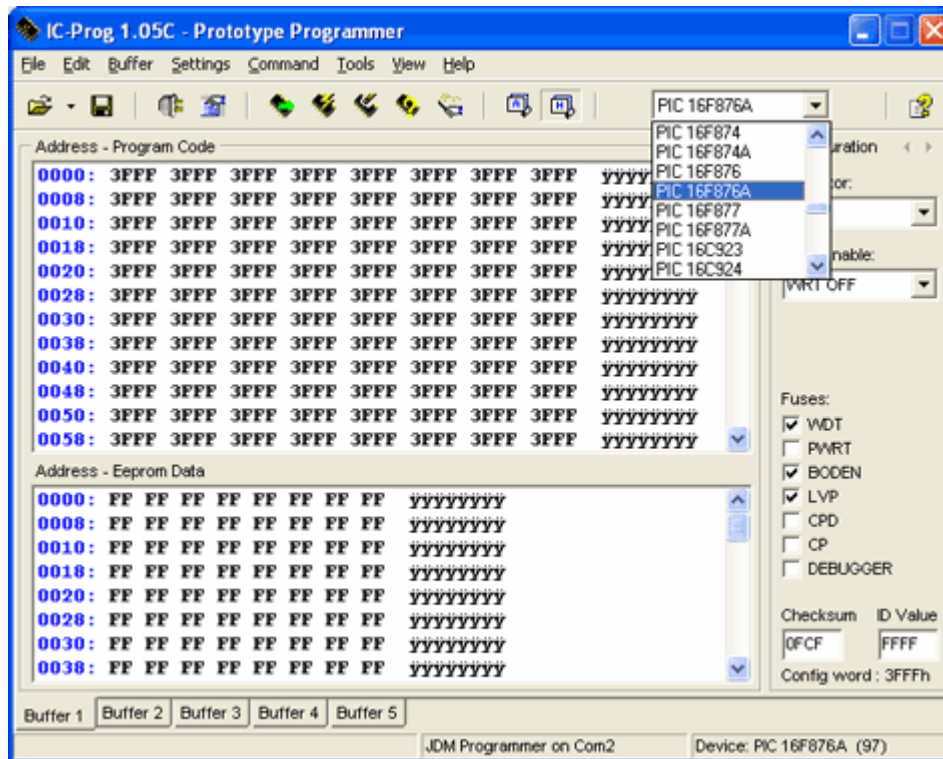 IC-Prog 1.05C - Prototype Programmer
File Edit Buffer Settings Command Tools View Help
PIC 16F876A
PIC 16F874
PIC 16F874A
PIC 16F876
PIC 16F876A
PIC 16F877
PIC 16F877A
PIC 16C923
PIC 16C924
Address - Program Code
0000: 3FFF 3FFF 3FFF 3FFF 3FFF 3FFF 3FFF 3FFF ÿÿÿÿ
0008: 3FFF 3FFF 3FFF 3FFF 3FFF 3FFF 3FFF 3FFF ÿÿÿÿ
0010: 3FFF 3FFF 3FFF 3FFF 3FFF 3FFF 3FFF 3FFF ÿÿÿÿ
0018: 3FFF 3FFF 3FFF 3FFF 3FFF 3FFF 3FFF 3FFF ÿÿÿÿ
0020: 3FFF 3FFF 3FFF 3FFF 3FFF 3FFF 3FFF 3FFF ÿÿÿÿ
0028: 3FFF 3FFF 3FFF 3FFF 3FFF 3FFF 3FFF 3FFF ÿÿÿÿÿÿÿÿ
0030: 3FFF 3FFF 3FFF 3FFF 3FFF 3FFF 3FFF 3FFF ÿÿÿÿÿÿÿÿ
0038: 3FFF 3FFF 3FFF 3FFF 3FFF 3FFF 3FFF 3FFF ÿÿÿÿÿÿÿÿ
0040: 3FFF 3FFF 3FFF 3FFF 3FFF 3FFF 3FFF 3FFF ÿÿÿÿÿÿÿÿ
0048: 3FFF 3FFF 3FFF 3FFF 3FFF 3FFF 3FFF 3FFF ÿÿÿÿÿÿÿÿ
0050: 3FFF 3FFF 3FFF 3FFF 3FFF 3FFF 3FFF 3FFF ÿÿÿÿÿÿÿÿ
0058: 3FFF 3FFF 3FFF 3FFF 3FFF 3FFF 3FFF 3FFF ÿÿÿÿÿÿÿÿ
Address - Eeprom Data
0000: FF FF FF FF FF FF FF FF ÿÿÿÿÿÿÿÿ
0008: FF FF FF FF FF FF FF FF ÿÿÿÿÿÿÿÿ
0010: FF FF FF FF FF FF FF FF ÿÿÿÿÿÿÿÿ
0018: FF FF FF FF FF FF FF FF ÿÿÿÿÿÿÿÿ
0020: FF FF FF FF FF FF FF FF ÿÿÿÿÿÿÿÿ
0028: FF FF FF FF FF FF FF FF ÿÿÿÿÿÿÿÿ
0030: FF FF FF FF FF FF FF FF ÿÿÿÿÿÿÿÿ
0038: FF FF FF FF FF FF FF FF ÿÿÿÿÿÿÿÿ
uration
or:
nable:
WRT OFF
Fuses:
WDT
PWRT
BODEN
LVP
CPD
CP
DEBUGGER
Checksum ID Value
0FCF FFFF
Config word : 3FFFh
Buffer 1 Buffer 2 Buffer 3 Buffer 4 Buffer 5
JDM Programmer on Com2 Device: PIC 16F876A (97)